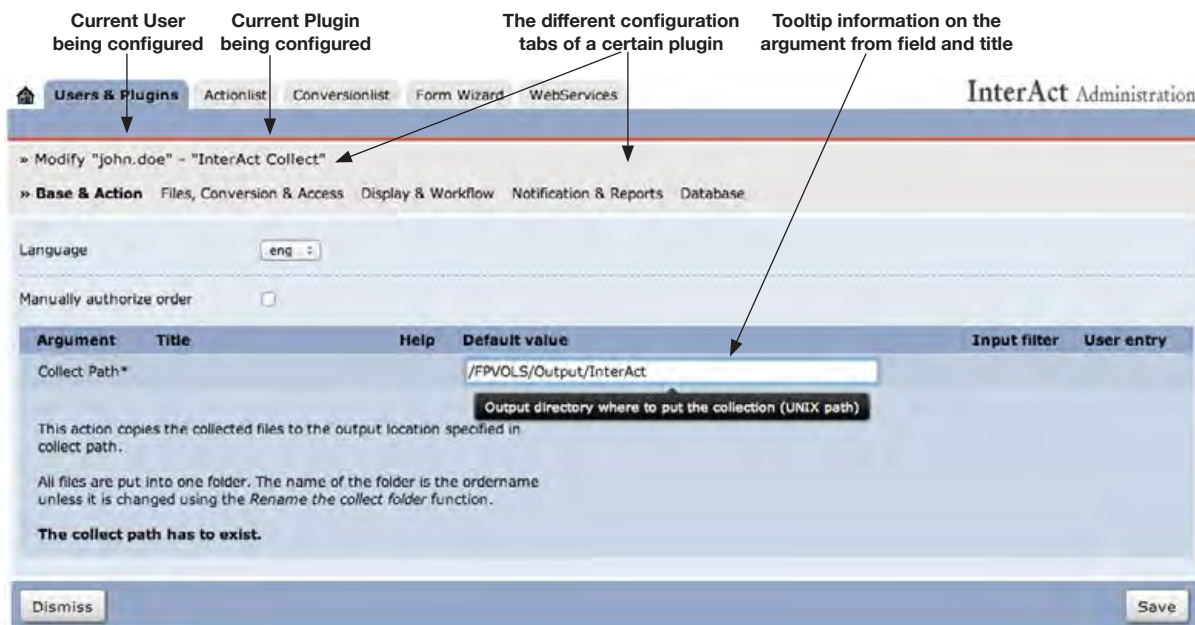 Current User
being configured
Current Plugin
being configured
The different configuration
tabs of a certain plugin
Tooltip information on the
argument from field and title
Users & Plugins Actionlist Conversionlist Form Wizard WebServices
InterAct Administration
» Modify "john.doe" - "InterAct Collect"
» Base & Action Files, Conversion & Access Display & Workflow Notification & Reports Database
Language eng
Manually authorize order
Argument Title Help Default value Input filter User entry
Collect Path* /FPVOLS/Output/InterAct
Output directory where to put the collection (UNIX path)
This action copies the collected files to the output location specified in
collect path.
All files are put into one folder. The name of the folder is the ordername
unless it is changed using the Rename the collect folder function.
The collect path has to exist.
Dismiss Save